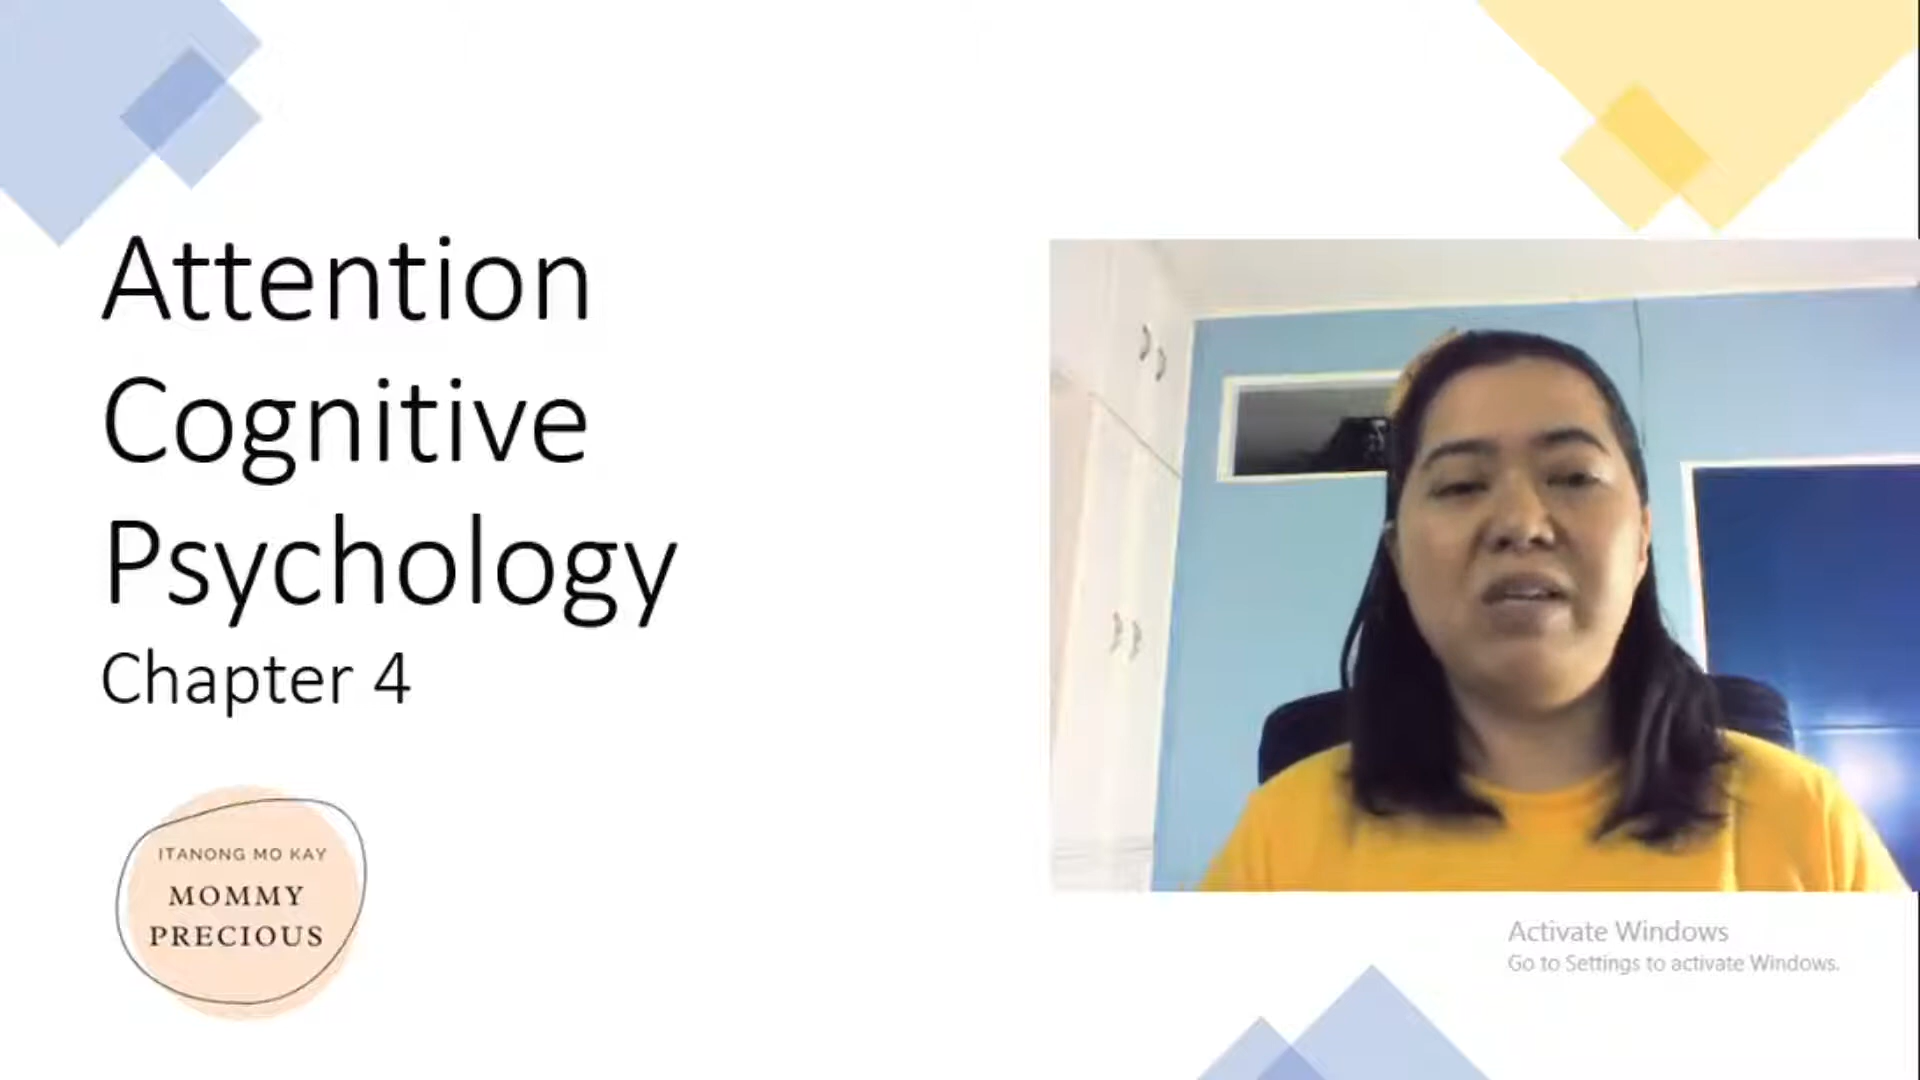 Attention
Cognitive
Psychology
Chapter 4
ITANONG MO KAY
MOMMY
PRECIOUS
Activate Windows
Go to Settings to activate Windows.